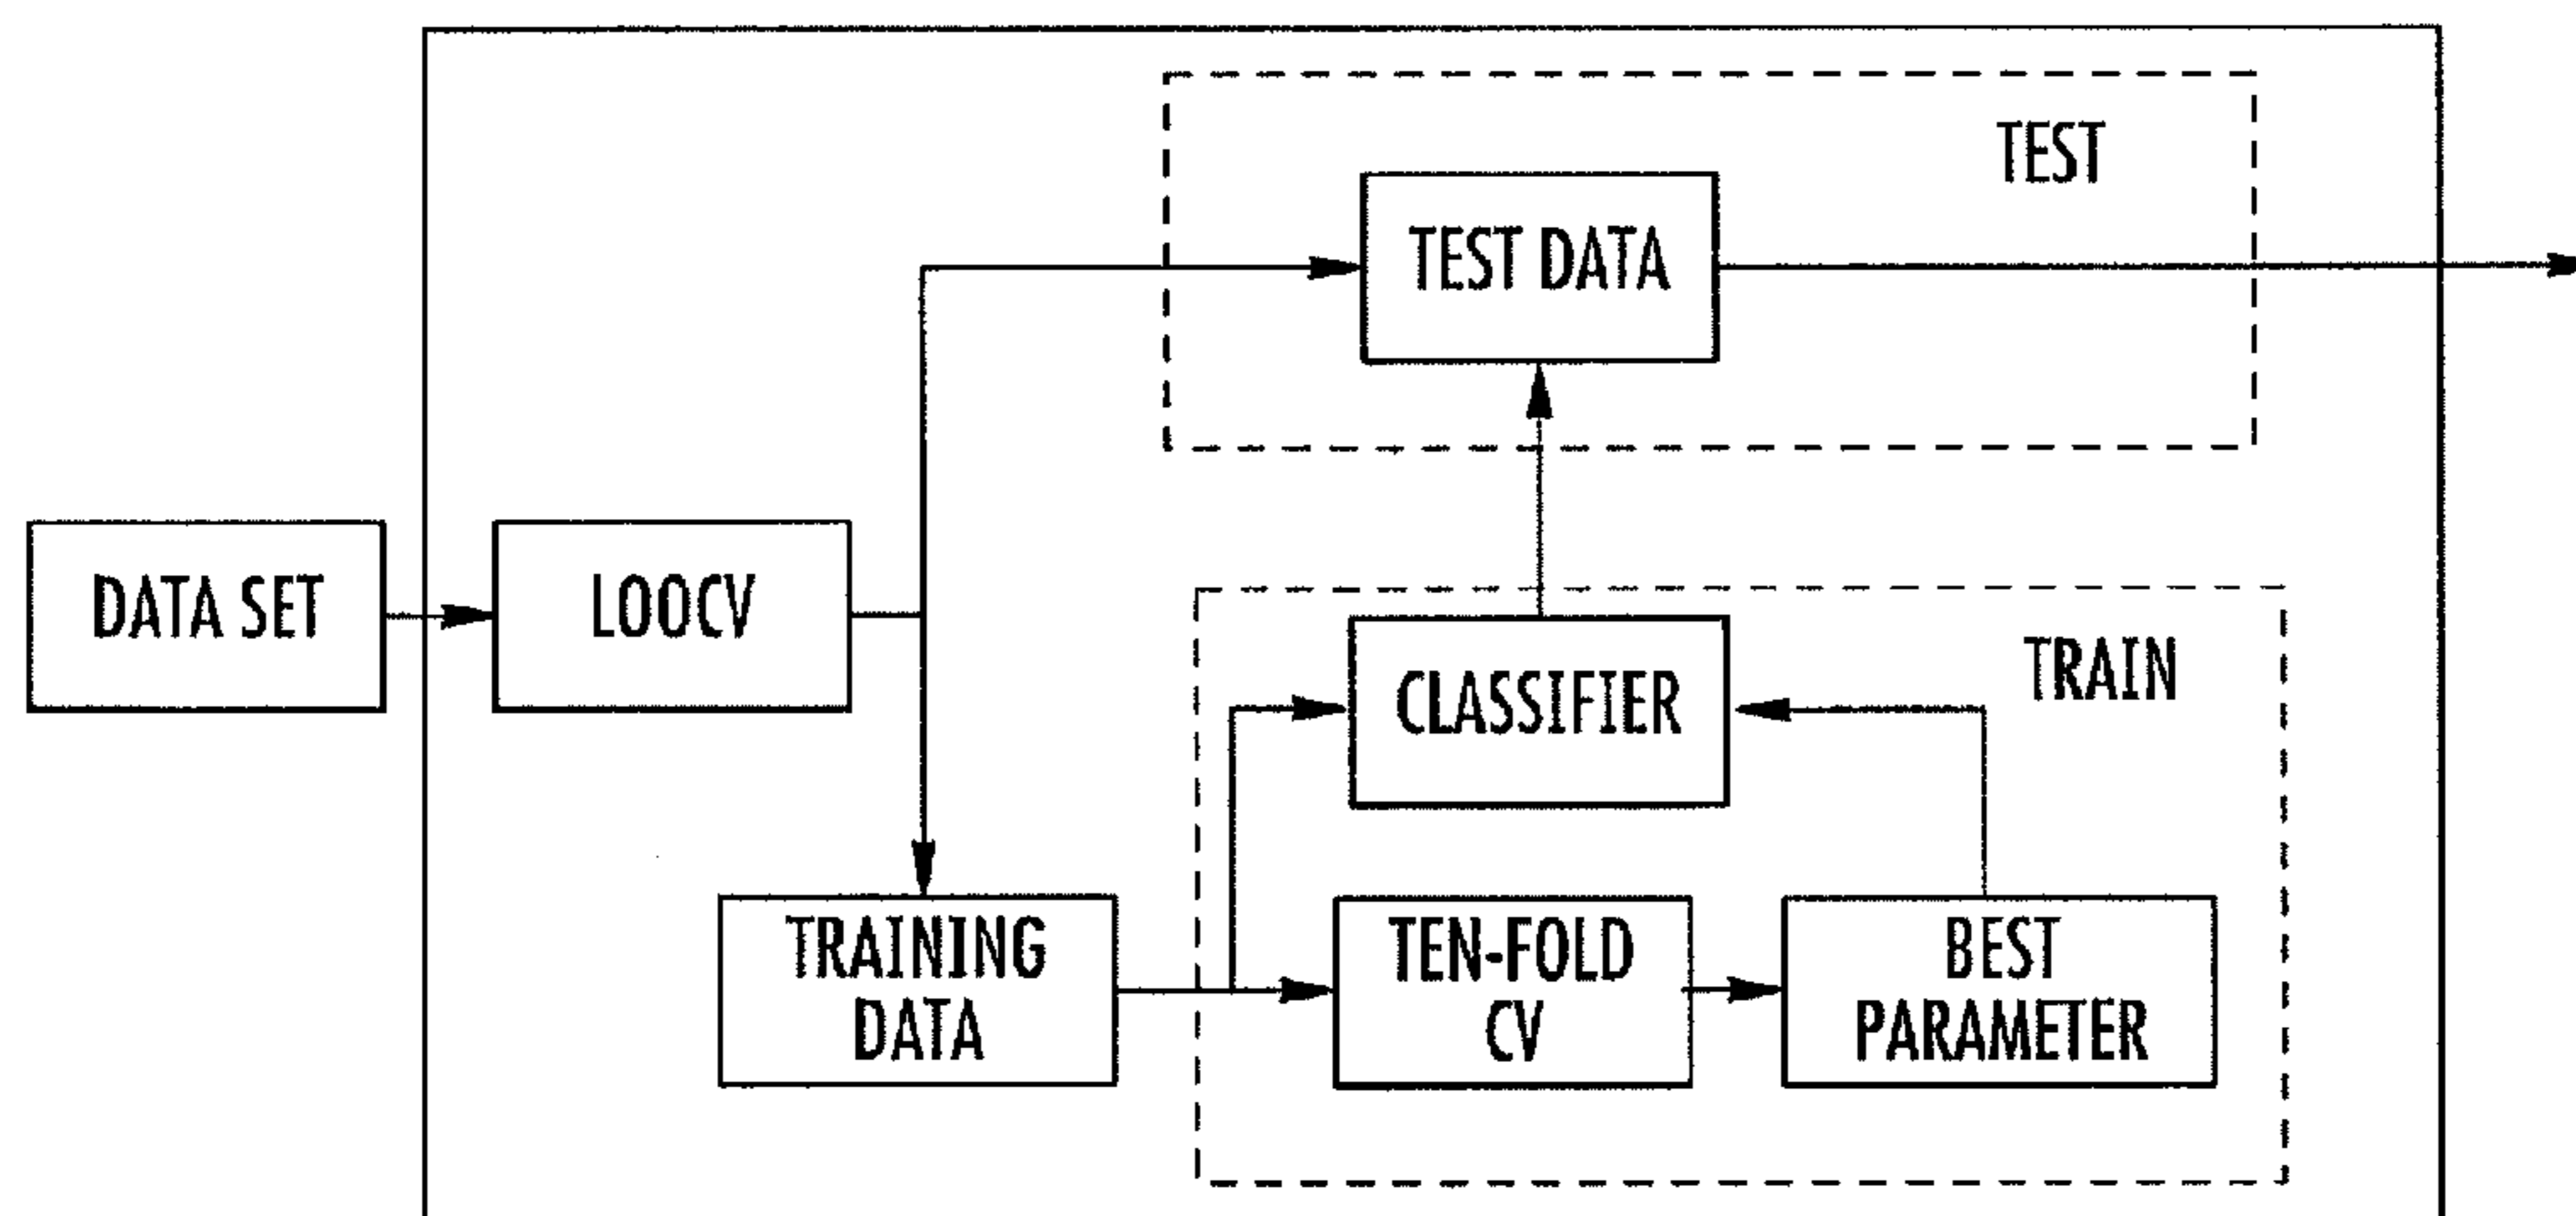 TEST
TEST DATA
DATA SET
LOOCV
CLASSIFIER
TRAIN
TRAINING
DATA
TEN-FOLD
CV
BEST
PARAMETER